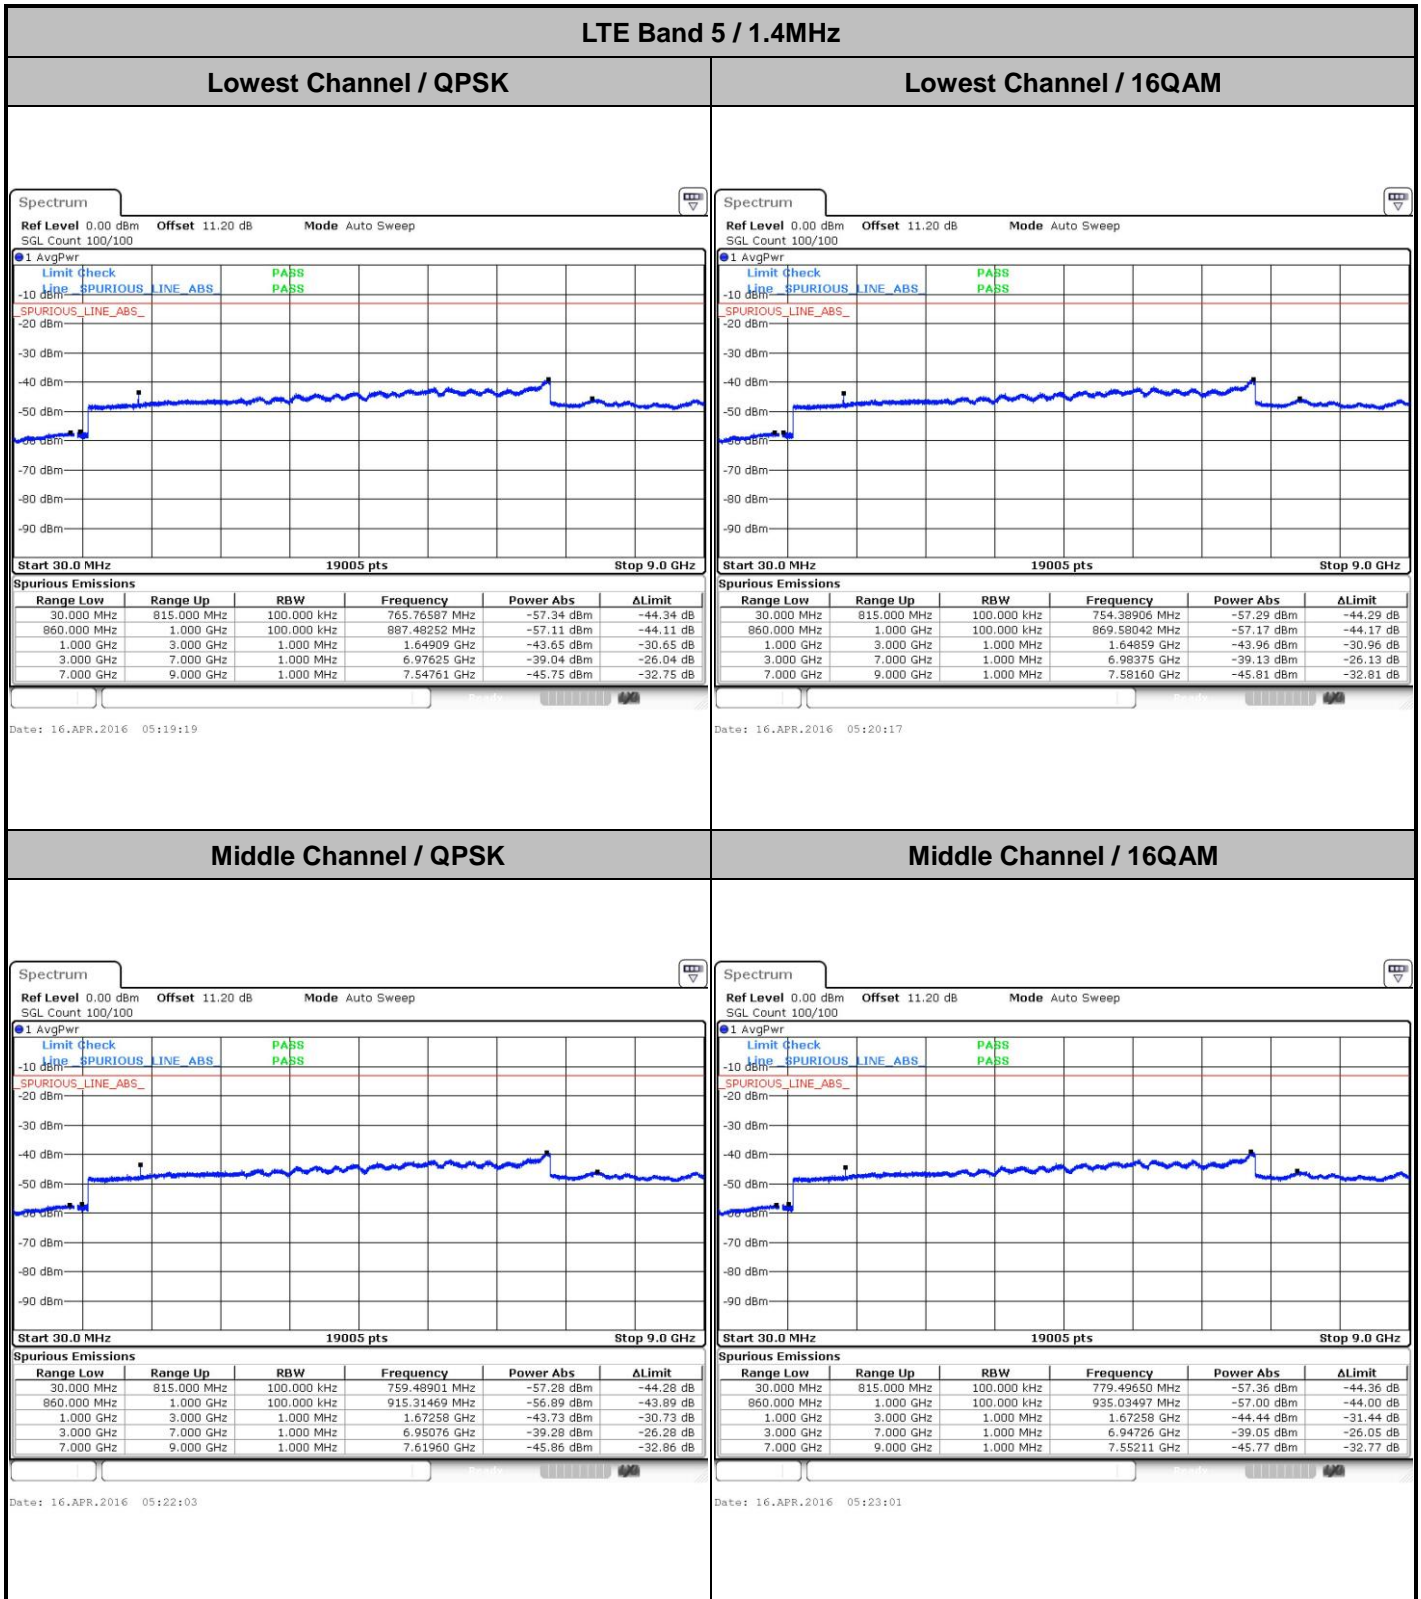 LTE Band 5 / 1.4MHz
Lowest Channel / QPSK
Lowest Channel / 16QAM
Spectrum
Ref Level 0.00 dBm Offset 11.20 dB Mode Auto Sweep
SGL Count 100/100
1 AvgPwr
Limit Check PASS
Line _SPURIOUS_LINE_ABS_ PASS
-10 dBm
_SPURIOUS_LINE_ABS_
-20 dBm
-30 dBm
-40 dBm
-50 dBm
-60 dBm
-70 dBm
-80 dBm
-90 dBm
Start 30.0 MHz 19005 pts Stop 9.0 GHz
Spurious Emissions
Range Low Range Up RBW Frequency Power Abs ΔLimit
30.000 MHz 815.000 MHz 100.000 kHz 765.76587 MHz -57.34 dBm -44.34 dB
860.000 MHz 1.000 GHz 100.000 kHz 887.48252 MHz -57.11 dBm -44.11 dB
1.000 GHz 3.000 GHz 1.000 MHz 1.64909 GHz -43.65 dBm -30.65 dB
3.000 GHz 7.000 GHz 1.000 MHz 6.97625 GHz -39.04 dBm -26.04 dB
7.000 GHz 9.000 GHz 1.000 MHz 7.54761 GHz -45.75 dBm -32.75 dB
Date: 16.APR.2016 05:19:19
Spectrum
Ref Level 0.00 dBm Offset 11.20 dB Mode Auto Sweep
SGL Count 100/100
1 AvgPwr
Limit Check PASS
Line _SPURIOUS_LINE_ABS_ PASS
-10 dBm
_SPURIOUS_LINE_ABS_
-20 dBm
-30 dBm
-40 dBm
-50 dBm
-60 dBm
-70 dBm
-80 dBm
-90 dBm
Start 30.0 MHz 19005 pts Stop 9.0 GHz
Spurious Emissions
Range Low Range Up RBW Frequency Power Abs ΔLimit
30.000 MHz 815.000 MHz 100.000 kHz 754.38906 MHz -57.29 dBm -44.29 dB
860.000 MHz 1.000 GHz 100.000 kHz 869.58042 MHz -57.17 dBm -44.17 dB
1.000 GHz 3.000 GHz 1.000 MHz 1.64859 GHz -43.96 dBm -30.96 dB
3.000 GHz 7.000 GHz 1.000 MHz 6.98375 GHz -39.13 dBm -26.13 dB
7.000 GHz 9.000 GHz 1.000 MHz 7.58160 GHz -45.81 dBm -32.81 dB
Date: 16.APR.2016 05:20:17
Middle Channel / QPSK
Middle Channel / 16QAM
Spectrum
Ref Level 0.00 dBm Offset 11.20 dB Mode Auto Sweep
SGL Count 100/100
1 AvgPwr
Limit Check PASS
Line _SPURIOUS_LINE_ABS_ PASS
-10 dBm
_SPURIOUS_LINE_ABS_
-20 dBm
-30 dBm
-40 dBm
-50 dBm
-60 dBm
-70 dBm
-80 dBm
-90 dBm
Start 30.0 MHz 19005 pts Stop 9.0 GHz
Spurious Emissions
Range Low Range Up RBW Frequency Power Abs ΔLimit
30.000 MHz 815.000 MHz 100.000 kHz 759.48901 MHz -57.28 dBm -44.28 dB
860.000 MHz 1.000 GHz 100.000 kHz 915.31469 MHz -56.89 dBm -43.89 dB
1.000 GHz 3.000 GHz 1.000 MHz 1.67258 GHz -43.73 dBm -30.73 dB
3.000 GHz 7.000 GHz 1.000 MHz 6.95076 GHz -39.28 dBm -26.28 dB
7.000 GHz 9.000 GHz 1.000 MHz 7.61960 GHz -45.86 dBm -32.86 dB
Date: 16.APR.2016 05:22:03
Spectrum
Ref Level 0.00 dBm Offset 11.20 dB Mode Auto Sweep
SGL Count 100/100
1 AvgPwr
Limit Check PASS
Line _SPURIOUS_LINE_ABS_ PASS
-10 dBm
_SPURIOUS_LINE_ABS_
-20 dBm
-30 dBm
-40 dBm
-50 dBm
-60 dBm
-70 dBm
-80 dBm
-90 dBm
Start 30.0 MHz 19005 pts Stop 9.0 GHz
Spurious Emissions
Range Low Range Up RBW Frequency Power Abs ΔLimit
30.000 MHz 815.000 MHz 100.000 kHz 779.49650 MHz -57.36 dBm -44.36 dB
860.000 MHz 1.000 GHz 100.000 kHz 935.03497 MHz -57.00 dBm -44.00 dB
1.000 GHz 3.000 GHz 1.000 MHz 1.67258 GHz -44.44 dBm -31.44 dB
3.000 GHz 7.000 GHz 1.000 MHz 6.94726 GHz -39.05 dBm -26.05 dB
7.000 GHz 9.000 GHz 1.000 MHz 7.55211 GHz -45.77 dBm -32.77 dB
Date: 16.APR.2016 05:23:01